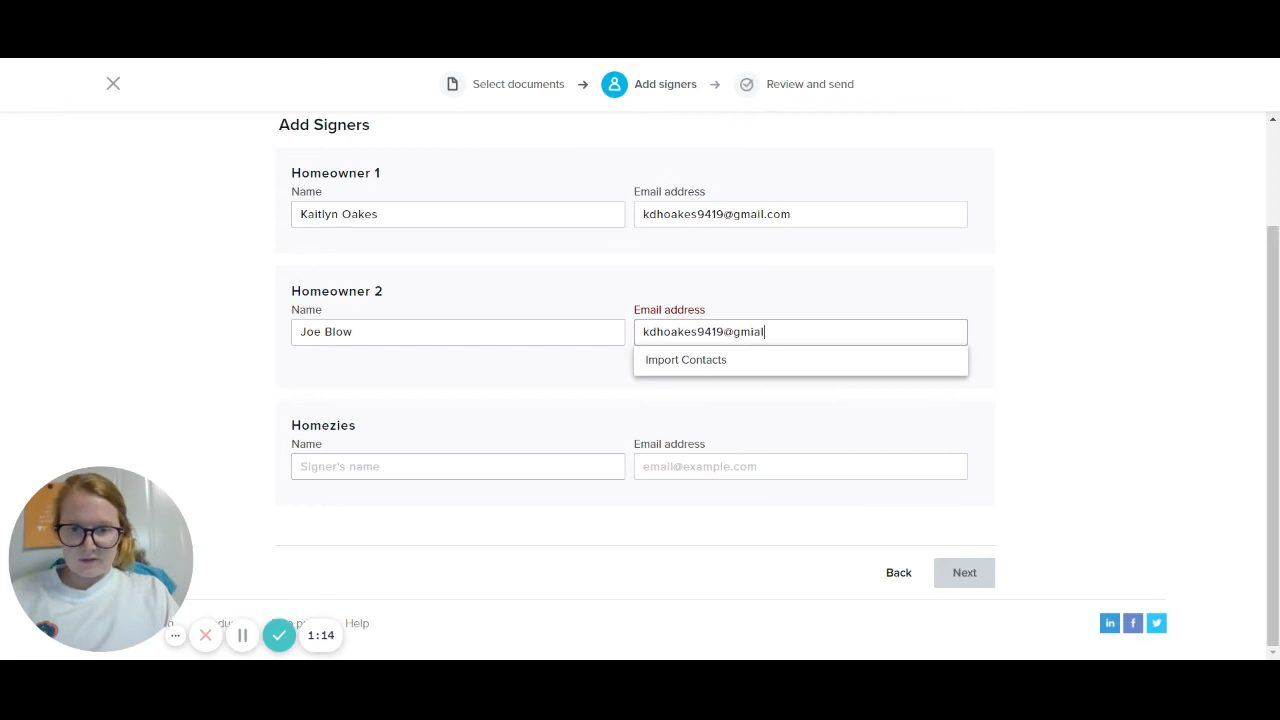 Select documents → Add signers → Review and send
Add Signers
Homeowner 1
Name Email address
Kaitlyn Oakes kdhoakes9419@gmail.com
Homeowner 2
Name Email address
Joe Blow kdhoakes9419@gmial
Import Contacts
Homezies
Name Email address
Signer's name email@example.com
Back Next
Help
in f
1:14